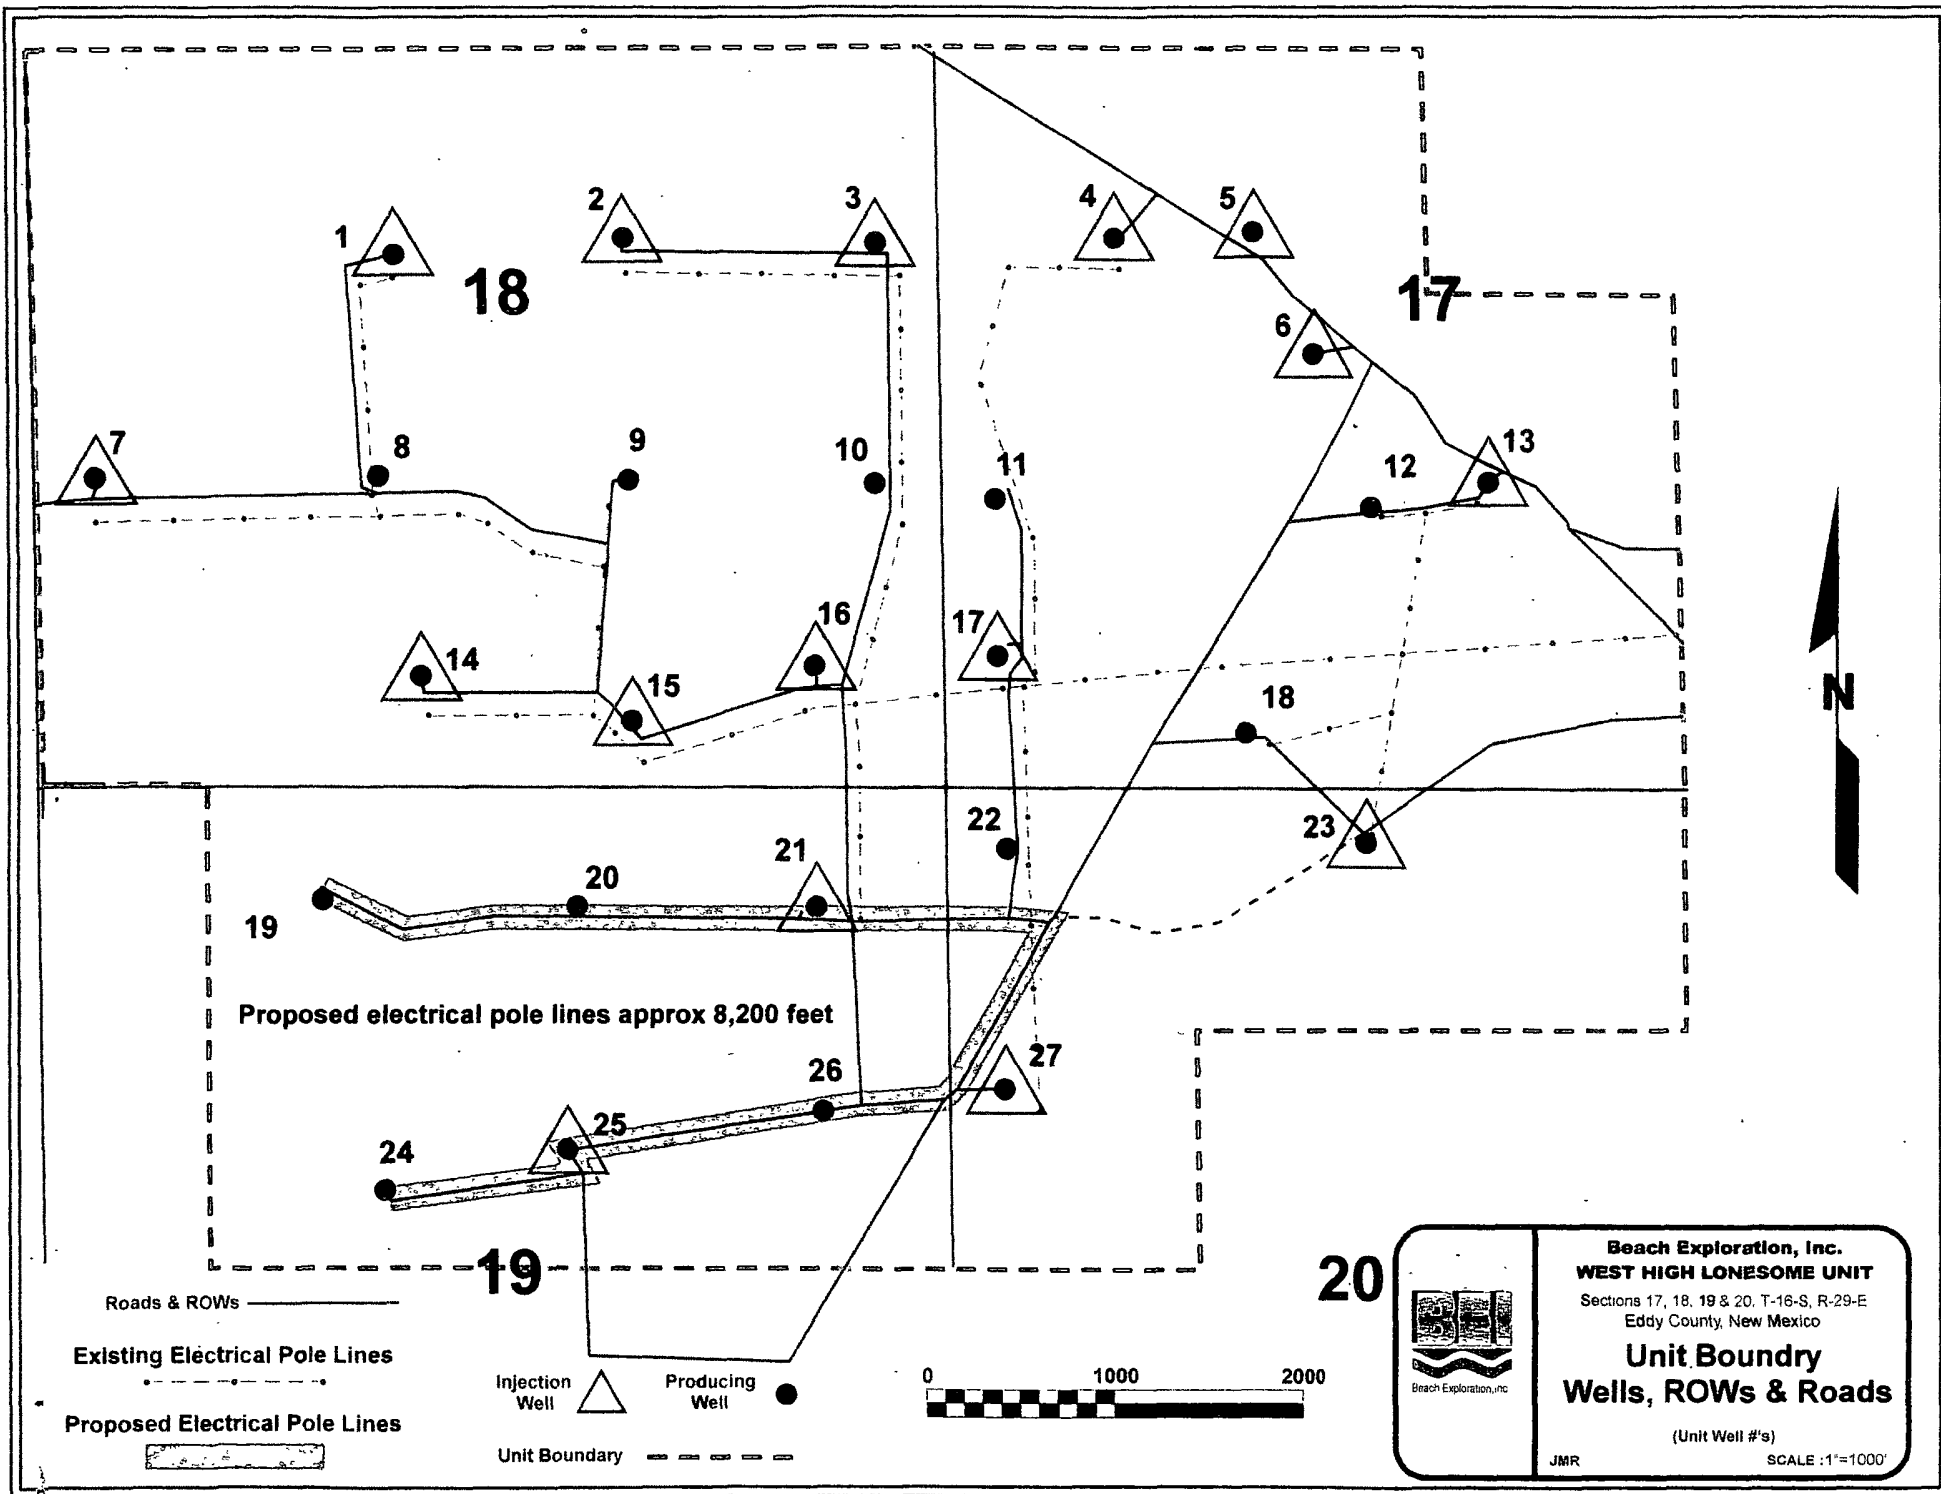 2
3
4
5
1
18
17
6
7
8
9
10
11
12
13
14
15
16
17
18
N
19
20
21
22
23
Proposed electrical pole lines approx 8,200 feet
24
25
26
27
19
20
Roads & ROWs
Existing Electrical Pole Lines
Proposed Electrical Pole Lines
Injection
Well
Producing
Well
Unit Boundary
0 1000 2000
Beach Exploration, Inc.
WEST HIGH LONESOME UNIT
Sections 17, 18, 19 & 20, T-16-S, R-29-E
Eddy County, New Mexico
Unit Boundry
Wells, ROWs & Roads
(Unit Well #'s)
JMR SCALE : 1"=1000'
Beach Exploration, Inc